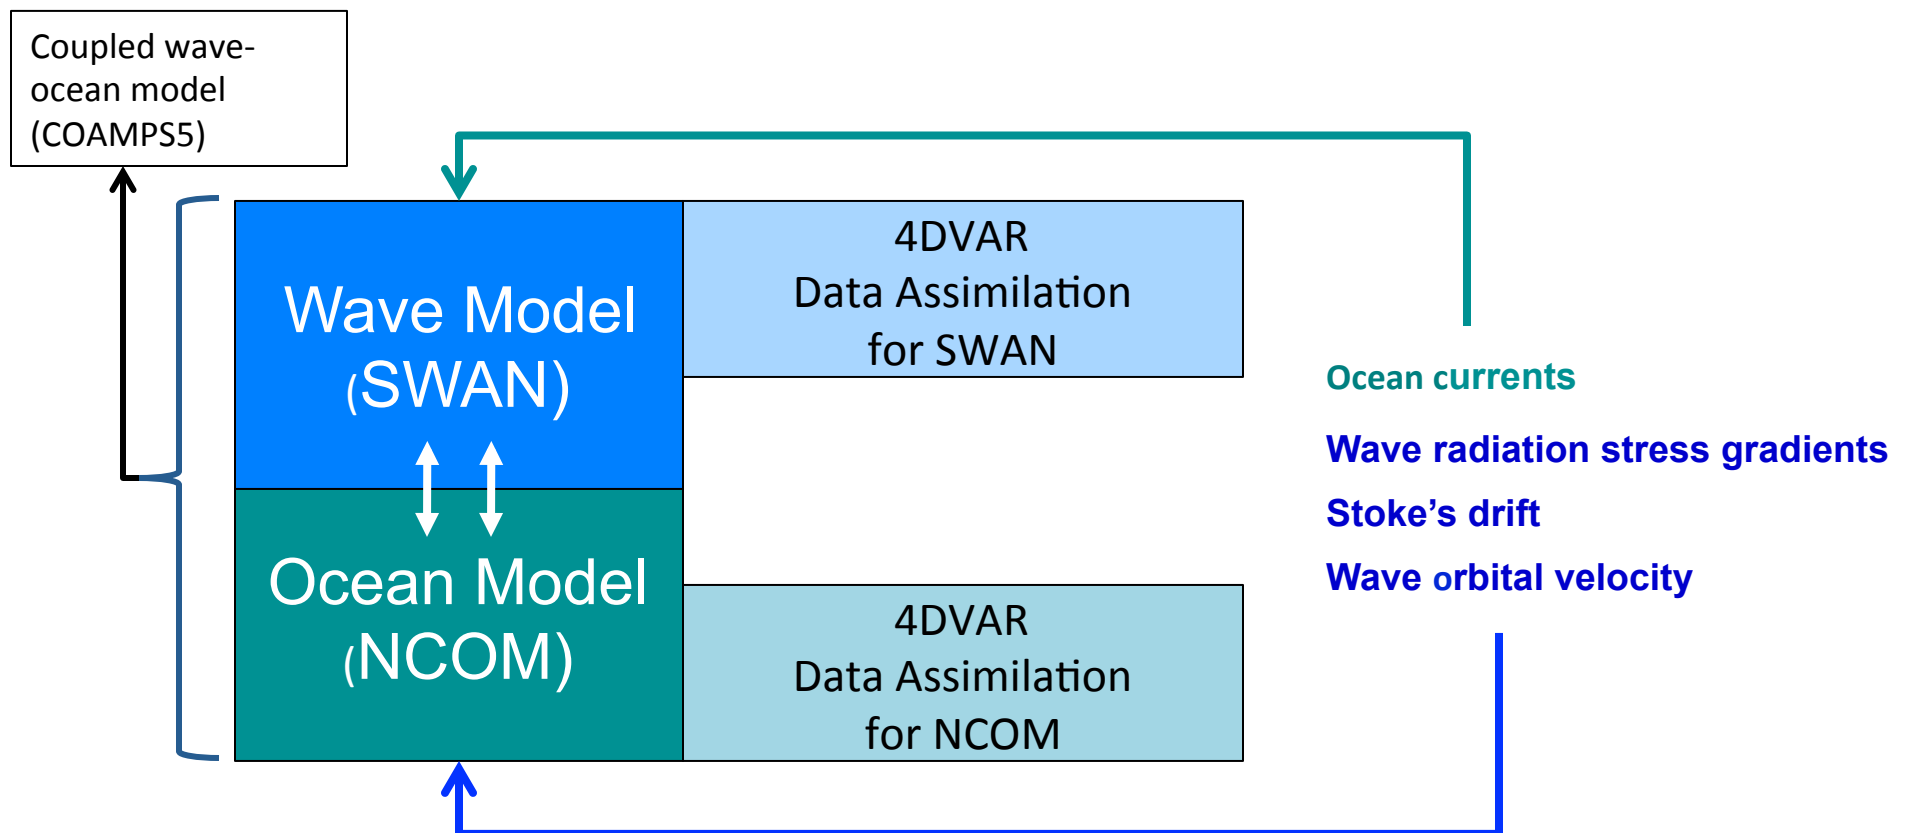 Coupled wave-
ocean model
(COAMPS5)
Wave Model
(SWAN)
Ocean Model
(NCOM)
4DVAR
Data Assimilation
for SWAN
4DVAR
Data Assimilation
for NCOM
Ocean currents
Wave radiation stress gradients
Stoke’s drift
Wave orbital velocity